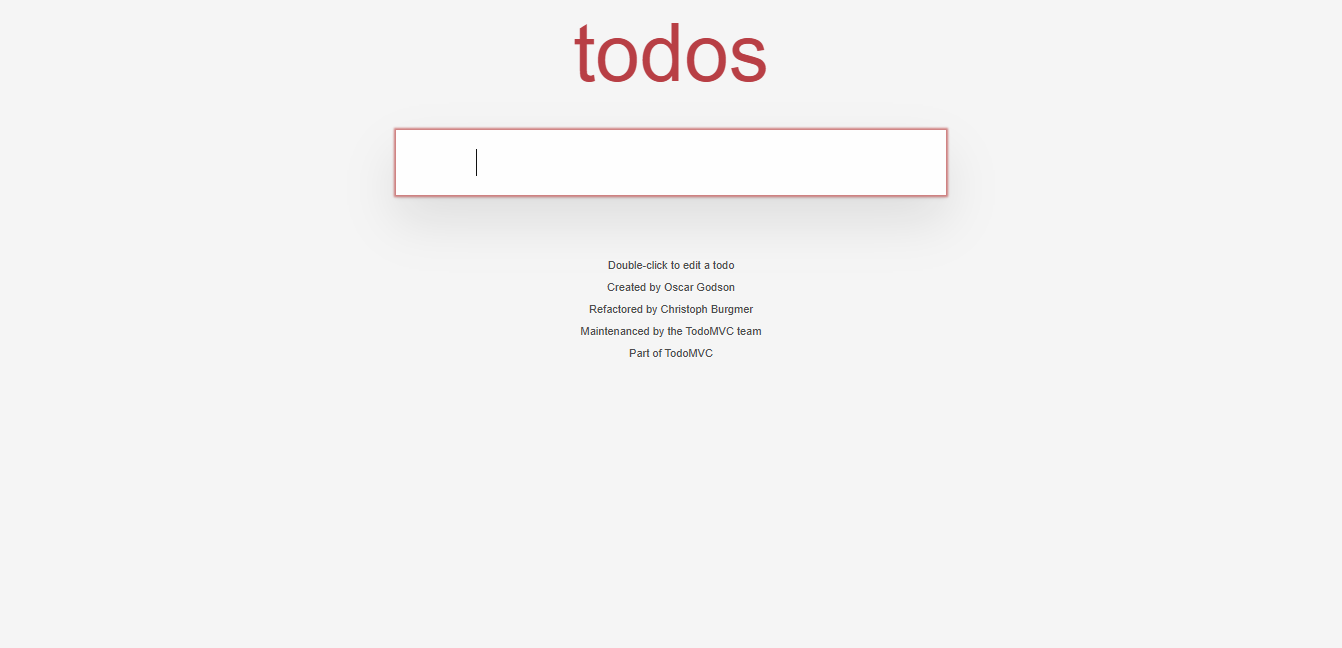 todos
Double-click to edit a todo
Created by Oscar Godson
Refactored by Christoph Burgmer
Maintenanced by the TodoMVC team
Part of TodoMVC